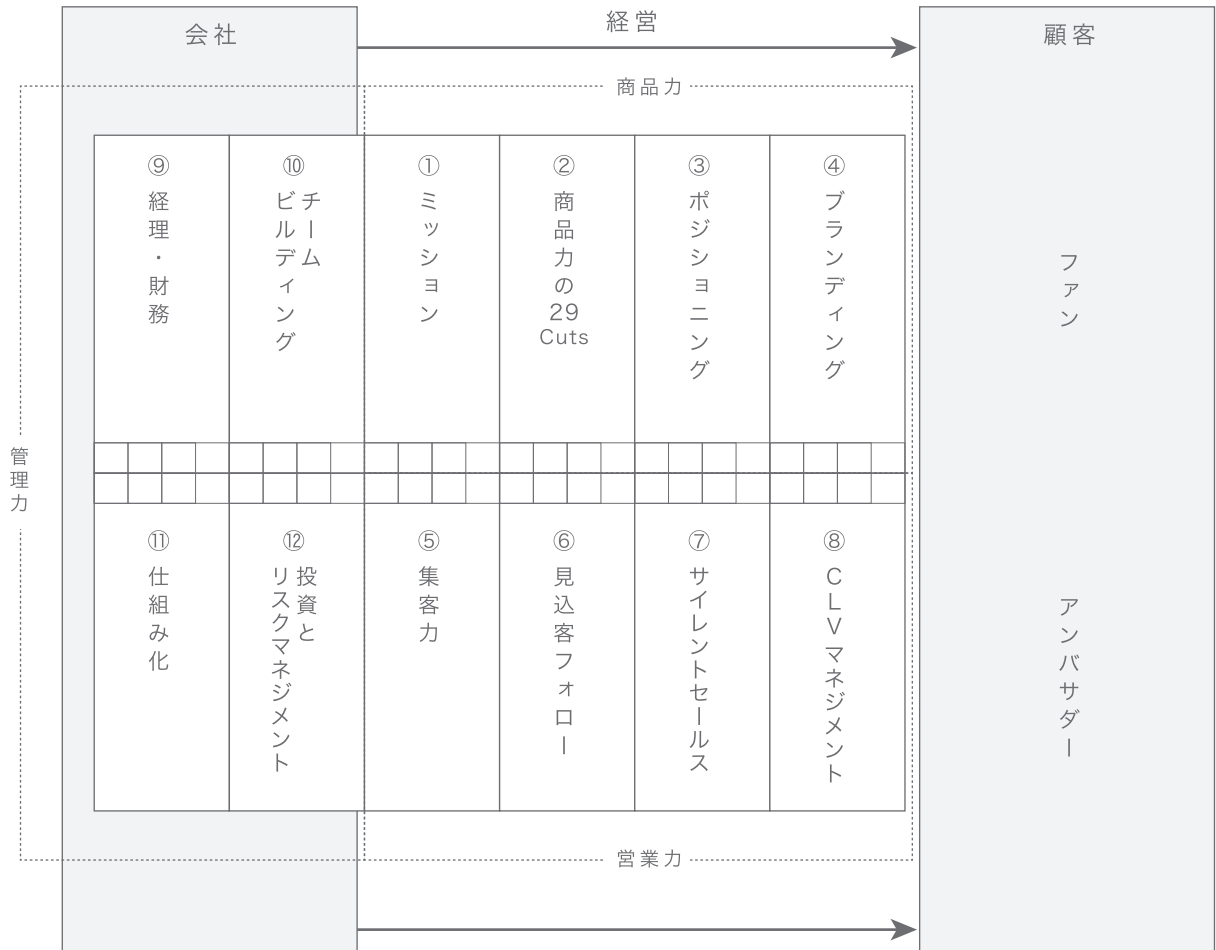 会社
経営
顧客
商品力
⑨
経理・財務
⑩
チーム
ビルディング
①
ミッション
②
商品力の
29
Cuts
③
ポジショニング
④
ブランディング
ファン
管理力
⑪
仕組み化
⑫
投資と
リスクマネジメント
⑤
集客力
⑥
見込客フォロー
⑦
サイレントセールス
⑧
CLVマネジメント
アンバサダー
営業力